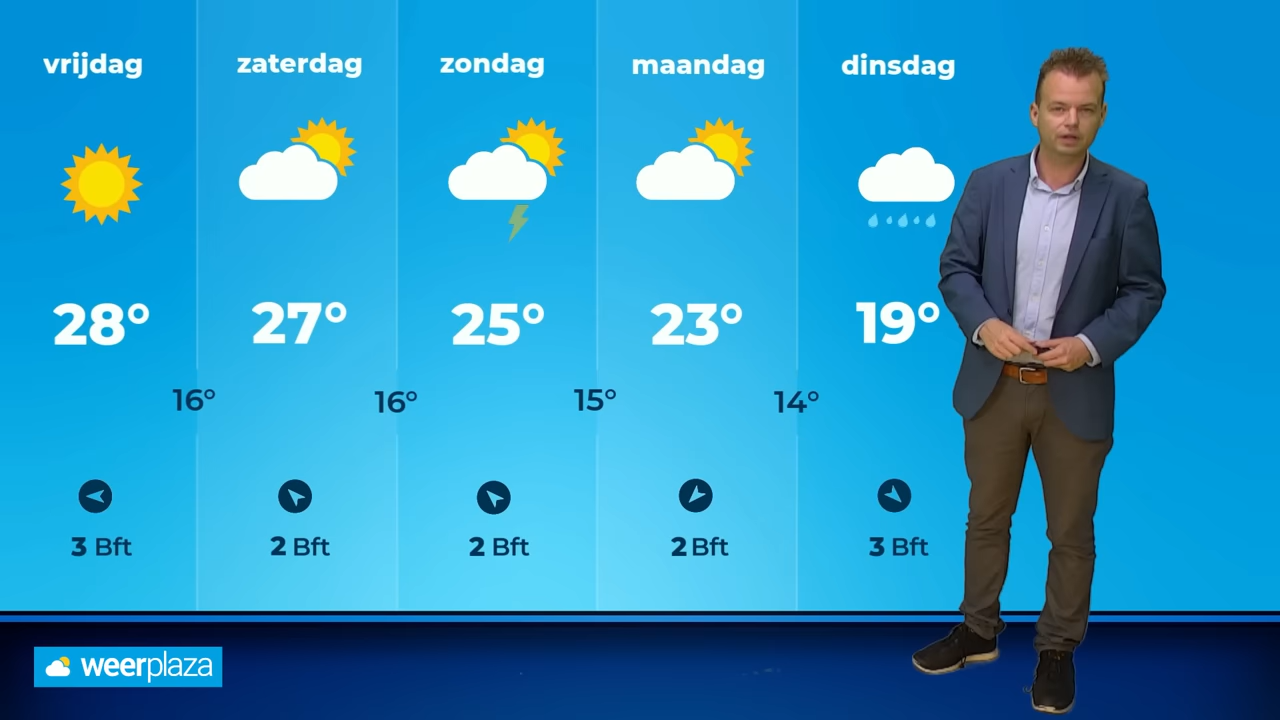 vrijdag zaterdag zondag maandag dinsdag
28° 27° 25° 23° 19°
16° 16° 15° 14°
3 Bft 2 Bft 2 Bft 2 Bft 3 Bft
weerplaza